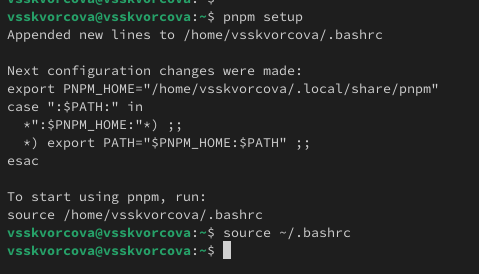 vsskvorcova@vsskvorcova:~$
vsskvorcova@vsskvorcova:~$ pnpm setup
Appended new lines to /home/vsskvorcova/.bashrc

Next configuration changes were made:
export PNPM_HOME="/home/vsskvorcova/.local/share/pnpm"
case ":$PATH:" in
  *":$PNPM_HOME:"*) ;;
  *) export PATH="$PNPM_HOME:$PATH" ;;
esac

To start using pnpm, run:
source /home/vsskvorcova/.bashrc
vsskvorcova@vsskvorcova:~$ source ~/.bashrc
vsskvorcova@vsskvorcova:~$